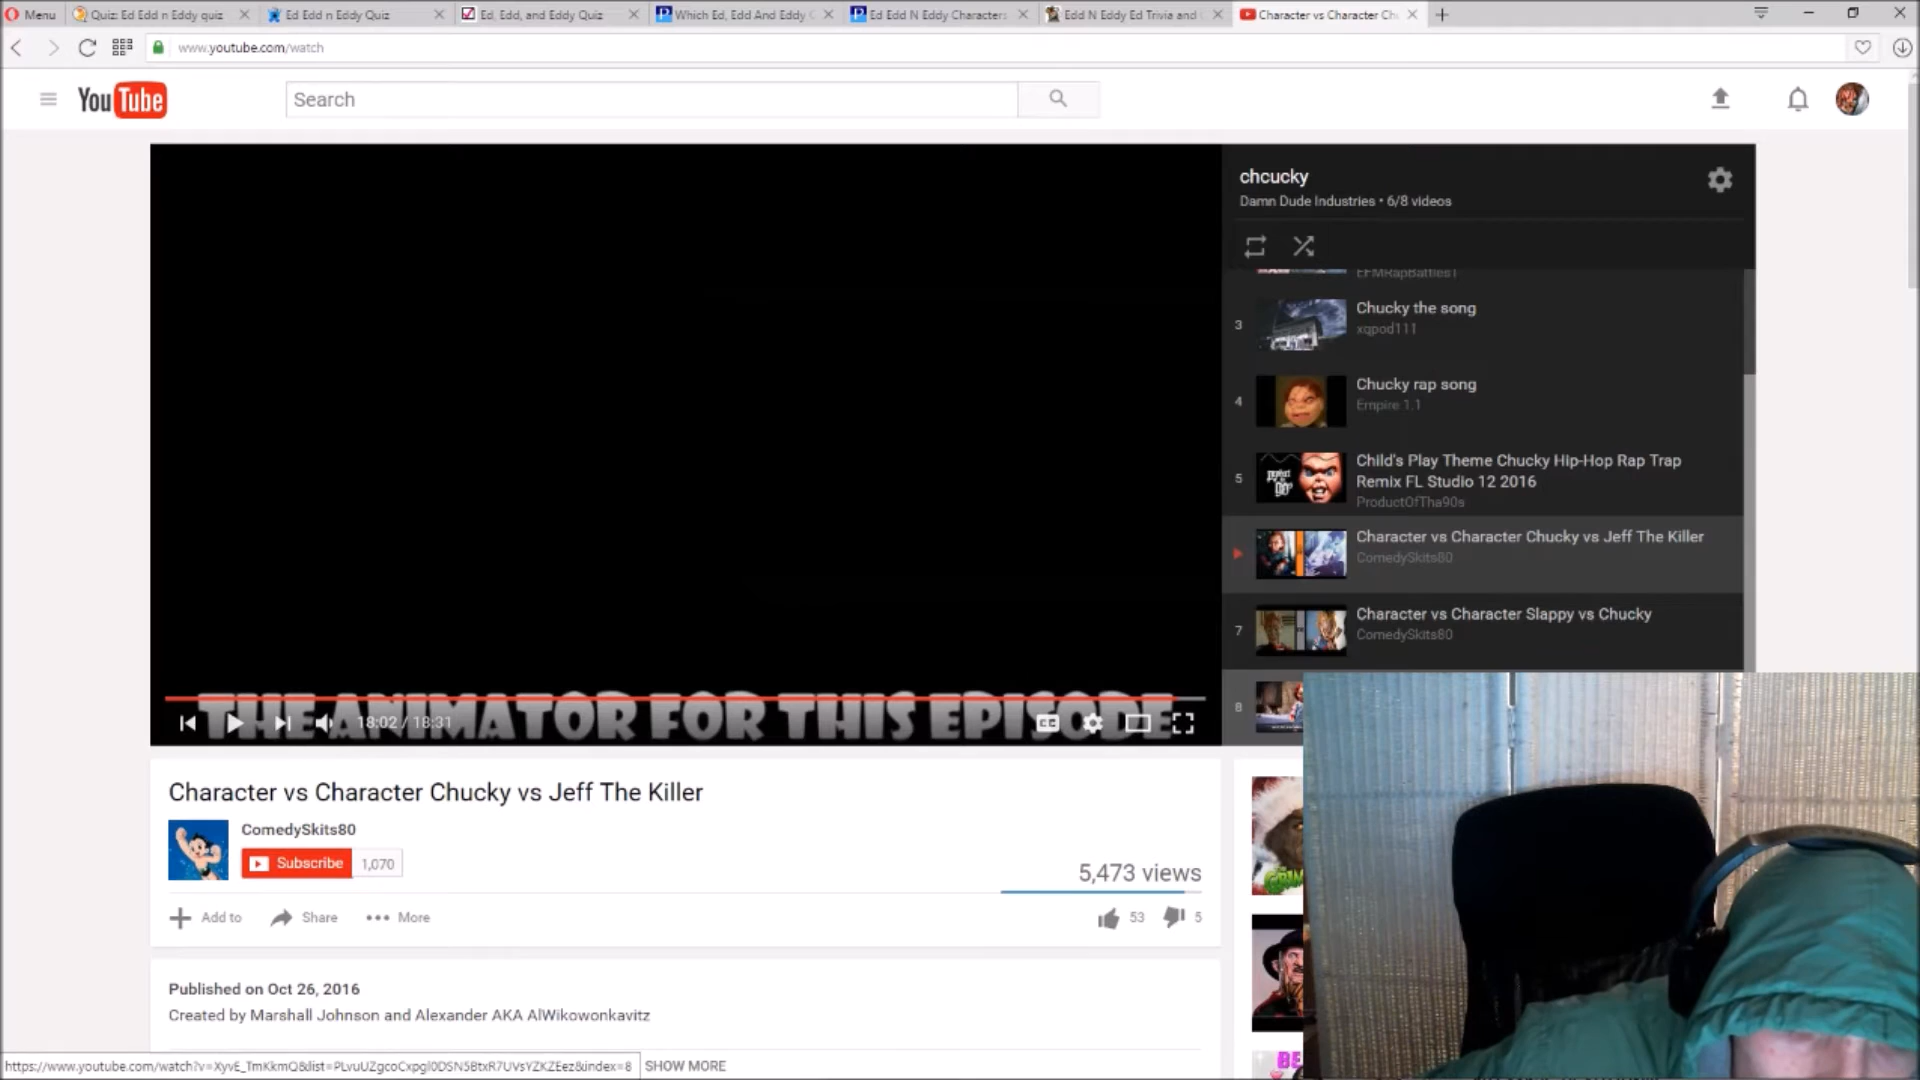 Menu
Quiz: Ed Edd n Eddy quiz
Ed Edd n Eddy Quiz
Ed, Edd, and Eddy Quiz
Which Ed, Edd And Eddy
Ed Edd N Eddy Character
Edd N Eddy Ed Trivia and
Character vs Character Ch
www.youtube.com/watch
YouTube
Search
chcucky
Damn Dude Industries • 6/8 videos
EFMRapBattles1
3
Chucky the song
xqpod111
4
Chucky rap song
Empire 1.1
5
Child's Play Theme Chucky Hip-Hop Rap Trap
Remix FL Studio 12 2016
ProductOfTha90s
Character vs Character Chucky vs Jeff The Killer
ComedySkits80
7
Character vs Character Slappy vs Chucky
ComedySkits80
8
THE ANIMATOR FOR THIS EPISODE
18:02 / 18:31
CC
Character vs Character Chucky vs Jeff The Killer
ComedySkits80
Subscribe
1,070
5,473 views
Add to
Share
More
53
5
Published on Oct 26, 2016
Created by Marshall Johnson and Alexander AKA AlWikowonkavitz
SHOW MORE